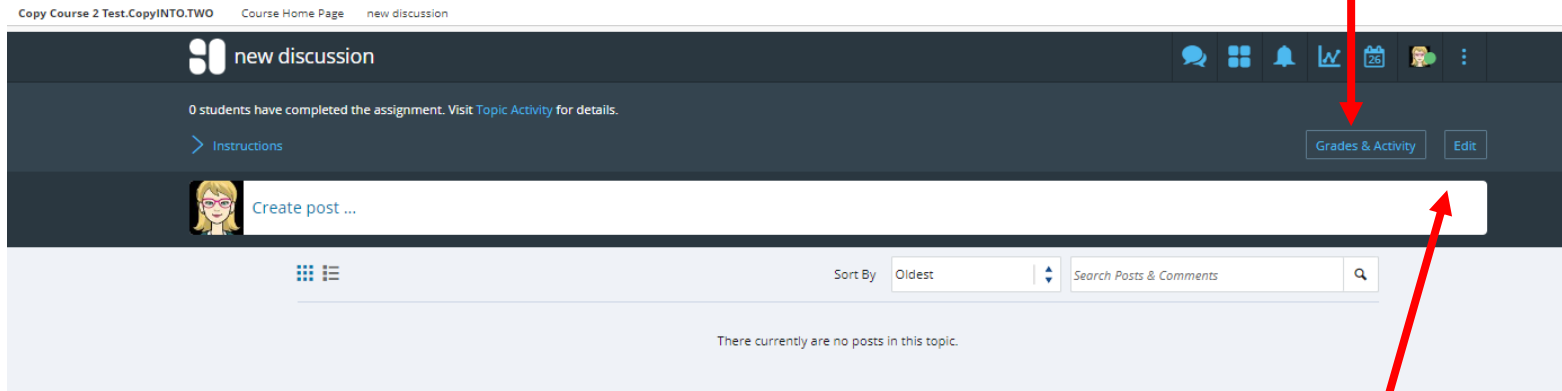 Copy Course 2 Test.CopyINTO.TWO Course Home Page new discussion
new discussion
26
0 students have completed the assignment. Visit Topic Activity for details.
Instructions
Grades & Activity
Edit
Create post ...
Sort By Oldest
Search Posts & Comments
There currently are no posts in this topic.